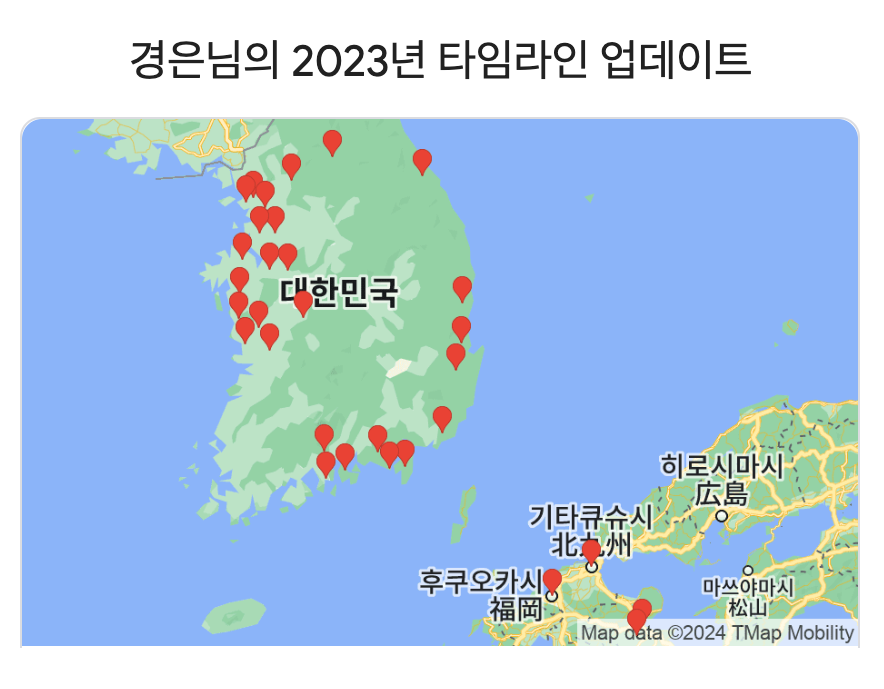 경은님의 2023년 타임라인 업데이트
대한민국
히로시마시
広島
기타큐슈시
北九州
후쿠오카시
福岡
마쓰야마시
松山
Map data ©2024 TMap Mobility